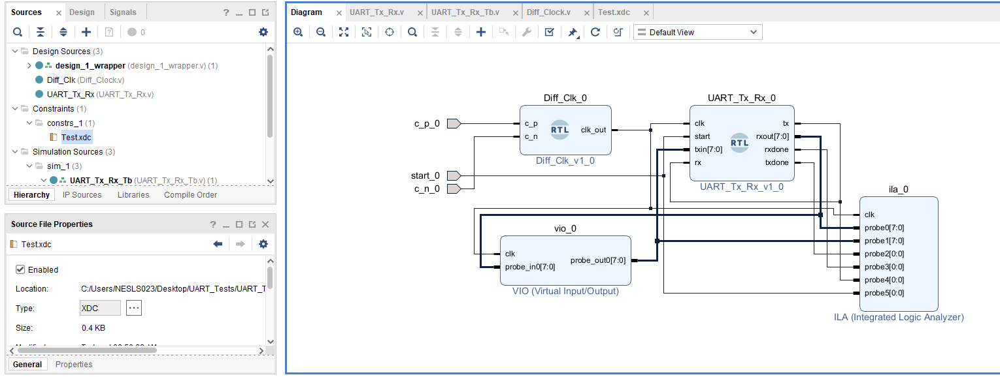 Sources
Design
Signals
0
Design Sources (3)
design_1_wrapper (design_1_wrapper.v) (1)
Diff_Clk (Diff_Clock.v)
UART_Tx_Rx (UART_Tx_Rx.v)
Constraints (1)
constrs_1 (1)
Test.xdc
Simulation Sources (3)
sim_1 (3)
UART_Tx_Rx_Tb (UART_Tx_Rx_Tb.v) (1)
Hierarchy
IP Sources
Libraries
Compile Order
Source File Properties
Test.xdc
Enabled
Location: C:/Users/NESLS023/Desktop/UART_Tests/UART_T
Type: XDC
Size: 0.4 KB
General
Properties
Diagram
UART_Tx_Rx.v
UART_Tx_Rx_Tb.v
Diff_Clock.v
Test.xdc
Default View
c_p_0
start_0
c_n_0
Diff_Clk_0
c_p
c_n
RTL
clk_out
Diff_Clk_v1_0
UART_Tx_Rx_0
clk
start
txin[7:0]
rx
RTL
tx
rxout[7:0]
rxdone
txdone
UART_Tx_Rx_v1_0
vio_0
clk
probe_in0[7:0]
probe_out0[7:0]
VIO (Virtual Input/Output)
ila_0
clk
probe0[7:0]
probe1[7:0]
probe2[0:0]
probe3[0:0]
probe4[0:0]
probe5[0:0]
ILA (Integrated Logic Analyzer)